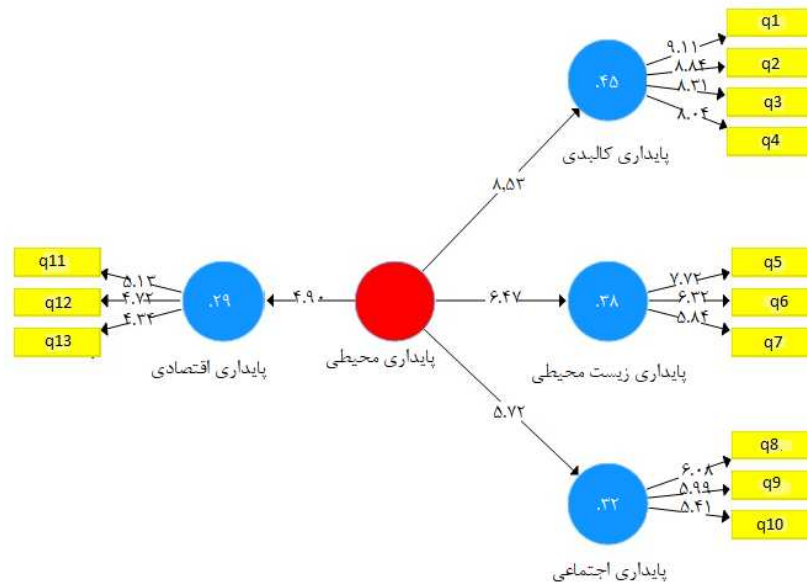 q1
۹.۱۱
q2
۸.۸۴
.۴۵
۸.۳۱
q3
۸.۰۴
q4
پایداری کالبدی
۸,۵۳
q11
۵.۱۳
q12
۴.۷۲
.۲۹
۴.۹۰
۶.۴۷
.۳۸
۷.۷۲
q5
۶.۳۲
q6
۴.۳۴
q13
۵.۸۴
q7
پایداری اقتصادی
پایداری محیطی
پایداری زیست محیطی
۵.۷۲
۶.۰۸
q8
.۳۲
۵.۹۹
q9
۵.۴۱
q10
پایداری اجتماعی